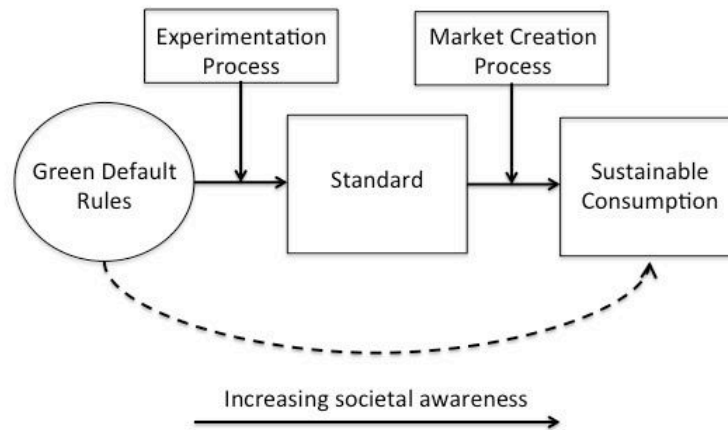 Experimentation
Process
Market Creation
Process
Green Default
Rules
Standard
Sustainable
Consumption
Increasing societal awareness